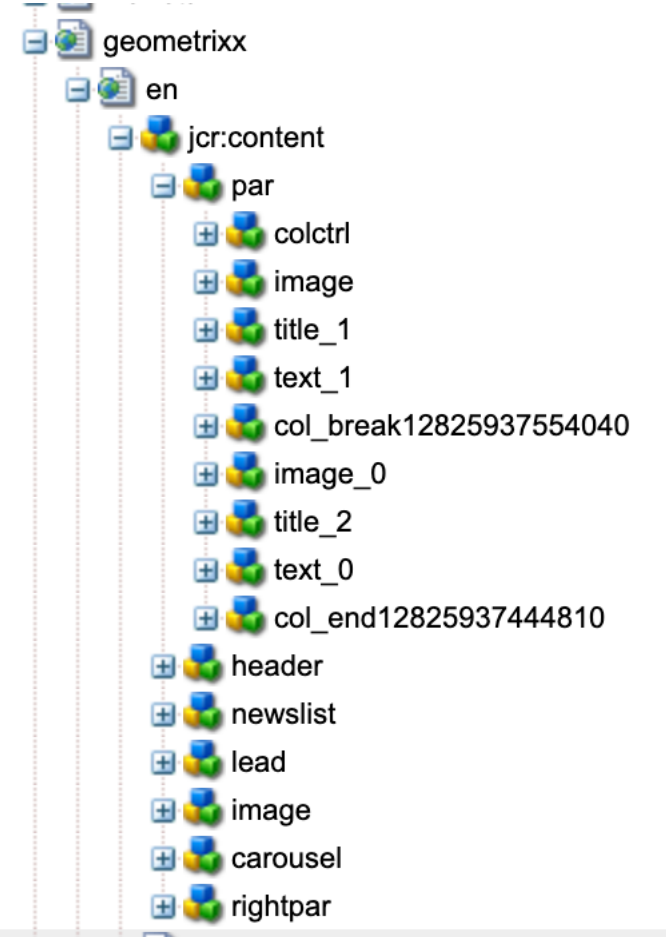 geometrixx
en
jcr:content
par
colctrl
image
title_1
text_1
col_break12825937554040
image_0
title_2
text_0
col_end12825937444810
header
newslist
lead
image
carousel
rightpar